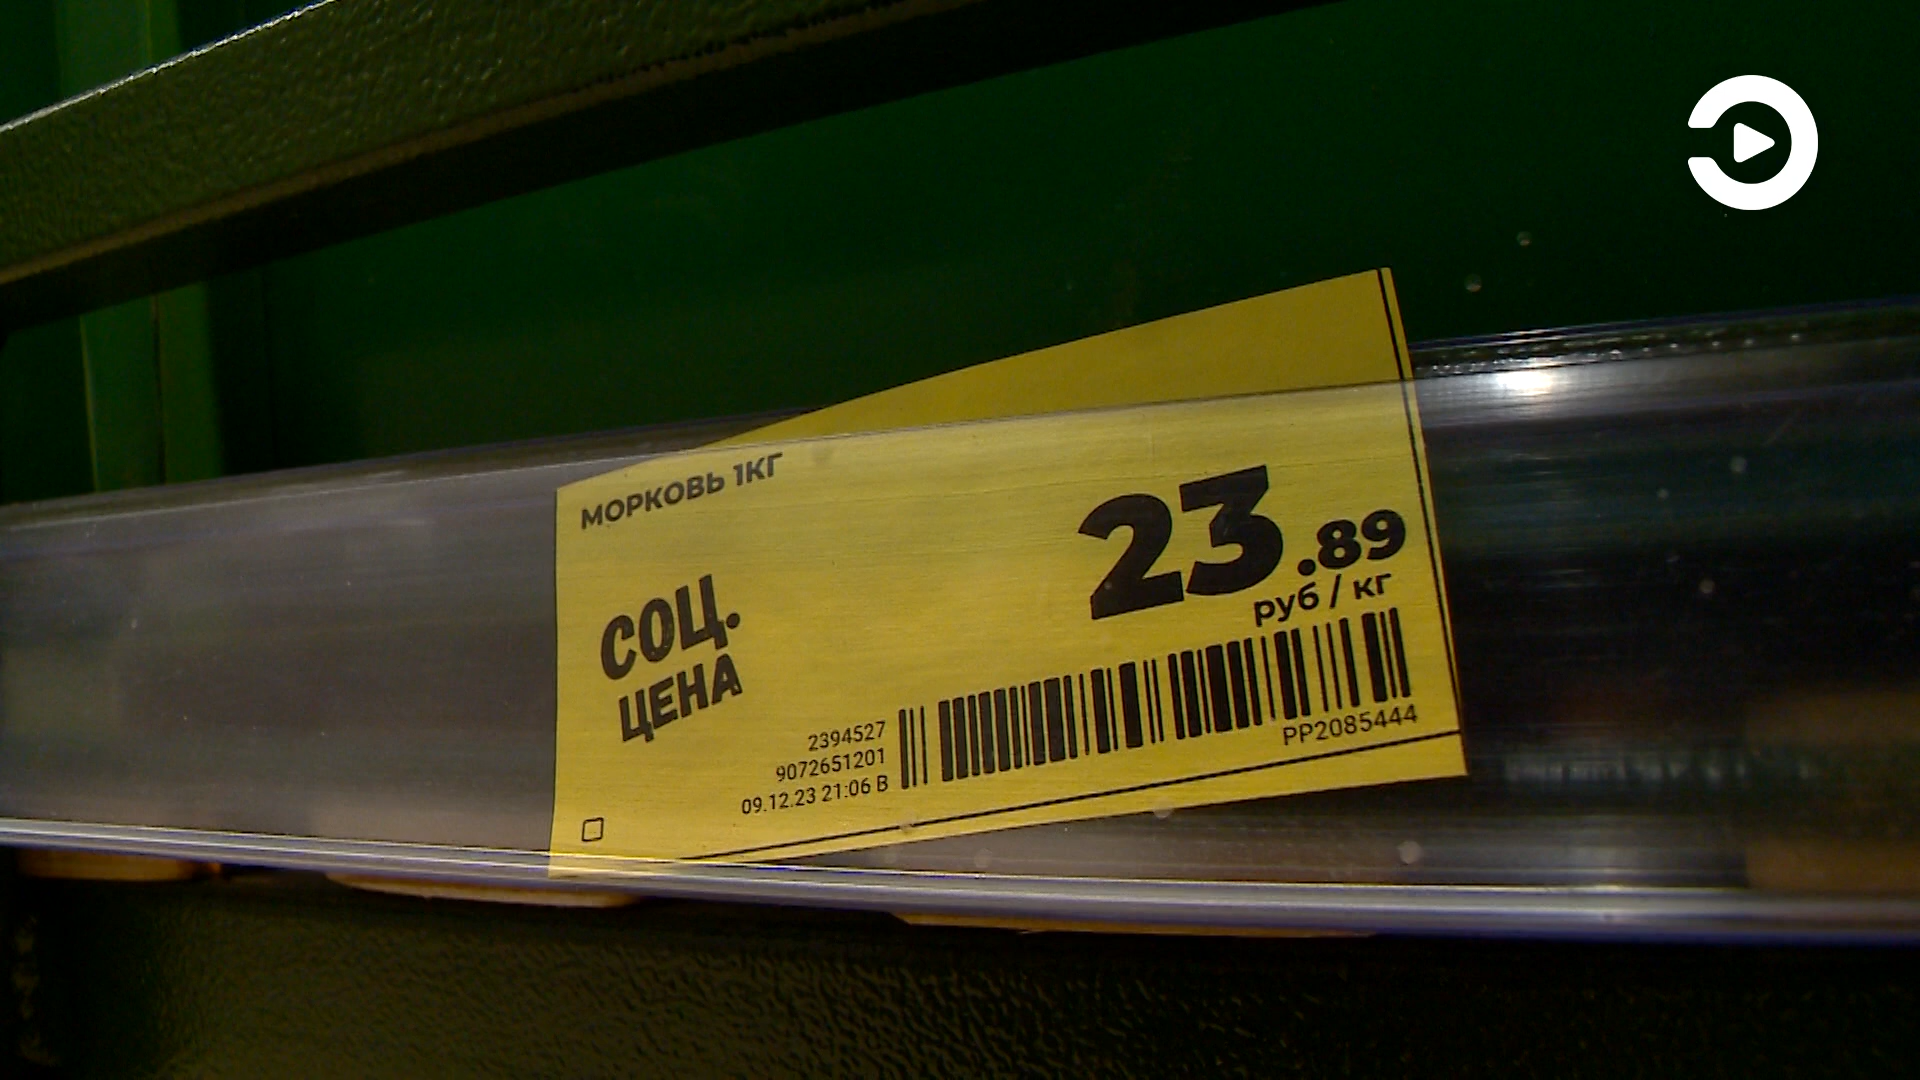 МОРКОВЬ 1КГ
23.89
руб / кг
СОЦ.
ЦЕНА
2394527
9072651201
09.12.23 21:06 В
PP2085444